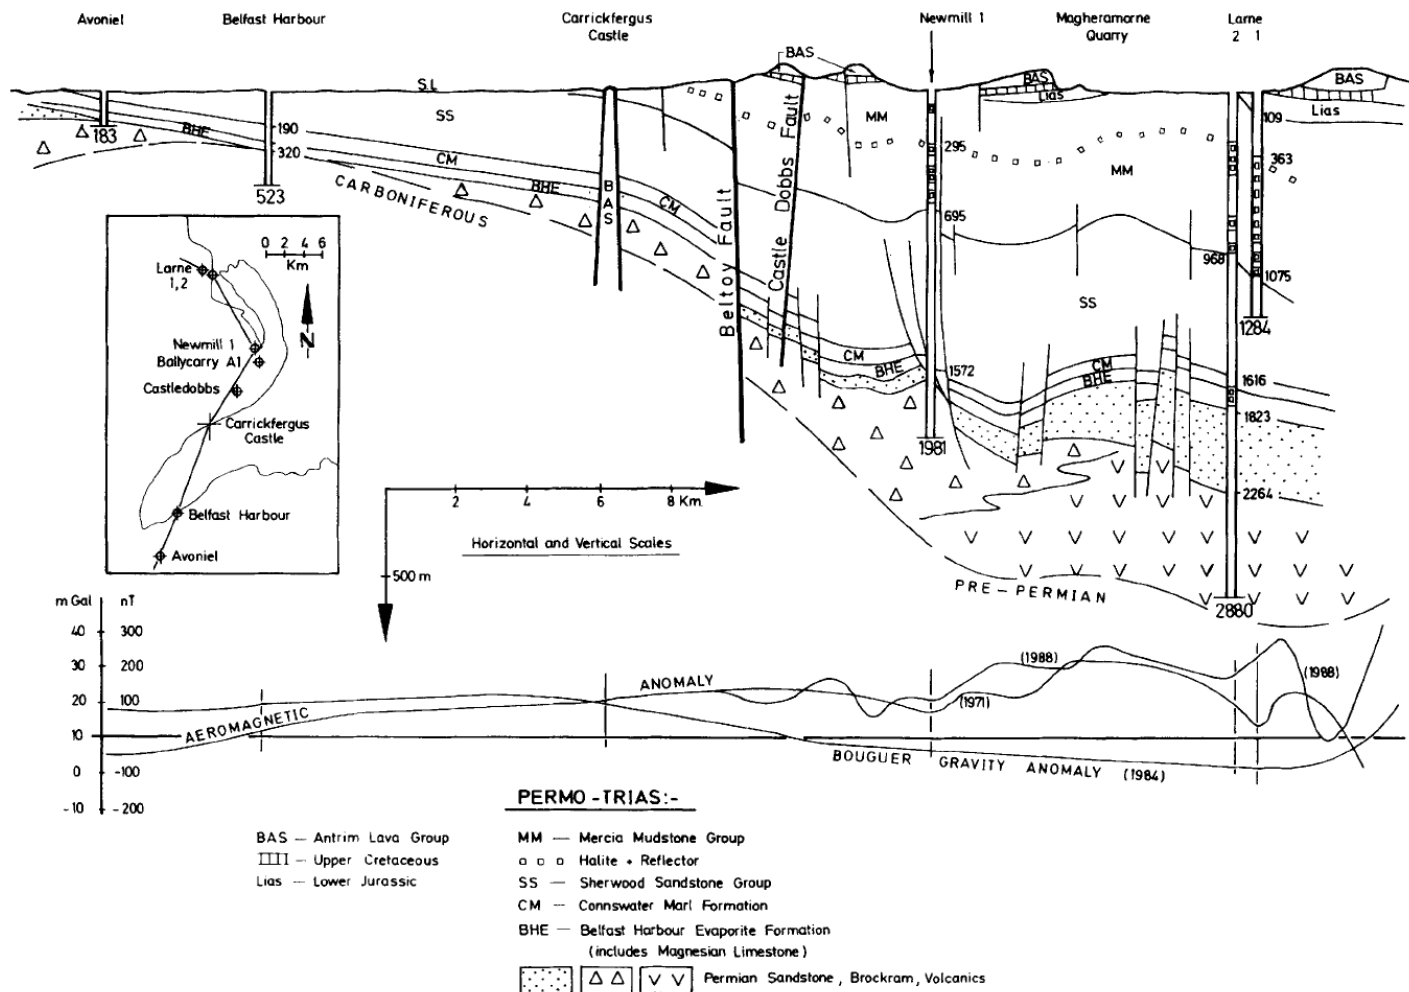 Avoniel
Belfast Harbour
Carrickfergus
Castle
Newmill 1
Magheramorne
Quarry
Larne
2 1
BAS
BAS
BAS
S.L
SS
MM
Lias
Lias
183
BHE
190
320
523
CM
CARBONIFEROUS
BHE
BAS
CM
Beltoy Fault
Castle Dobbs Fault
295
695
MM
109
363
968
1075
1284
SS
CM
BHE
1572
CM
BHE
1616
1823
1981
2264
2880
PRE-PERMIAN
0 2 4 6
Km
N
Larne
1,2
Newmill 1
Ballycarry A1
Castledobbs
Carrickfergus
Castle
Belfast Harbour
Avoniel
2 4 6 8 Km
Horizontal and Vertical Scales
500 m
m Gal nT
40 300
30 200
20 100
10
0 -100
-10 -200
AEROMAGNETIC
ANOMALY
(1988)
(1971)
(1988)
BOUGUER GRAVITY ANOMALY (1984)
PERMO-TRIAS:-
BAS — Antrim Lava Group
Upper Cretaceous
Lias — Lower Jurassic
MM — Mercia Mudstone Group
Halite + Reflector
SS — Sherwood Sandstone Group
CM — Connswater Marl Formation
BHE — Belfast Harbour Evaporite Formation
(includes Magnesian Limestone)
Permian Sandstone, Brockram, Volcanics